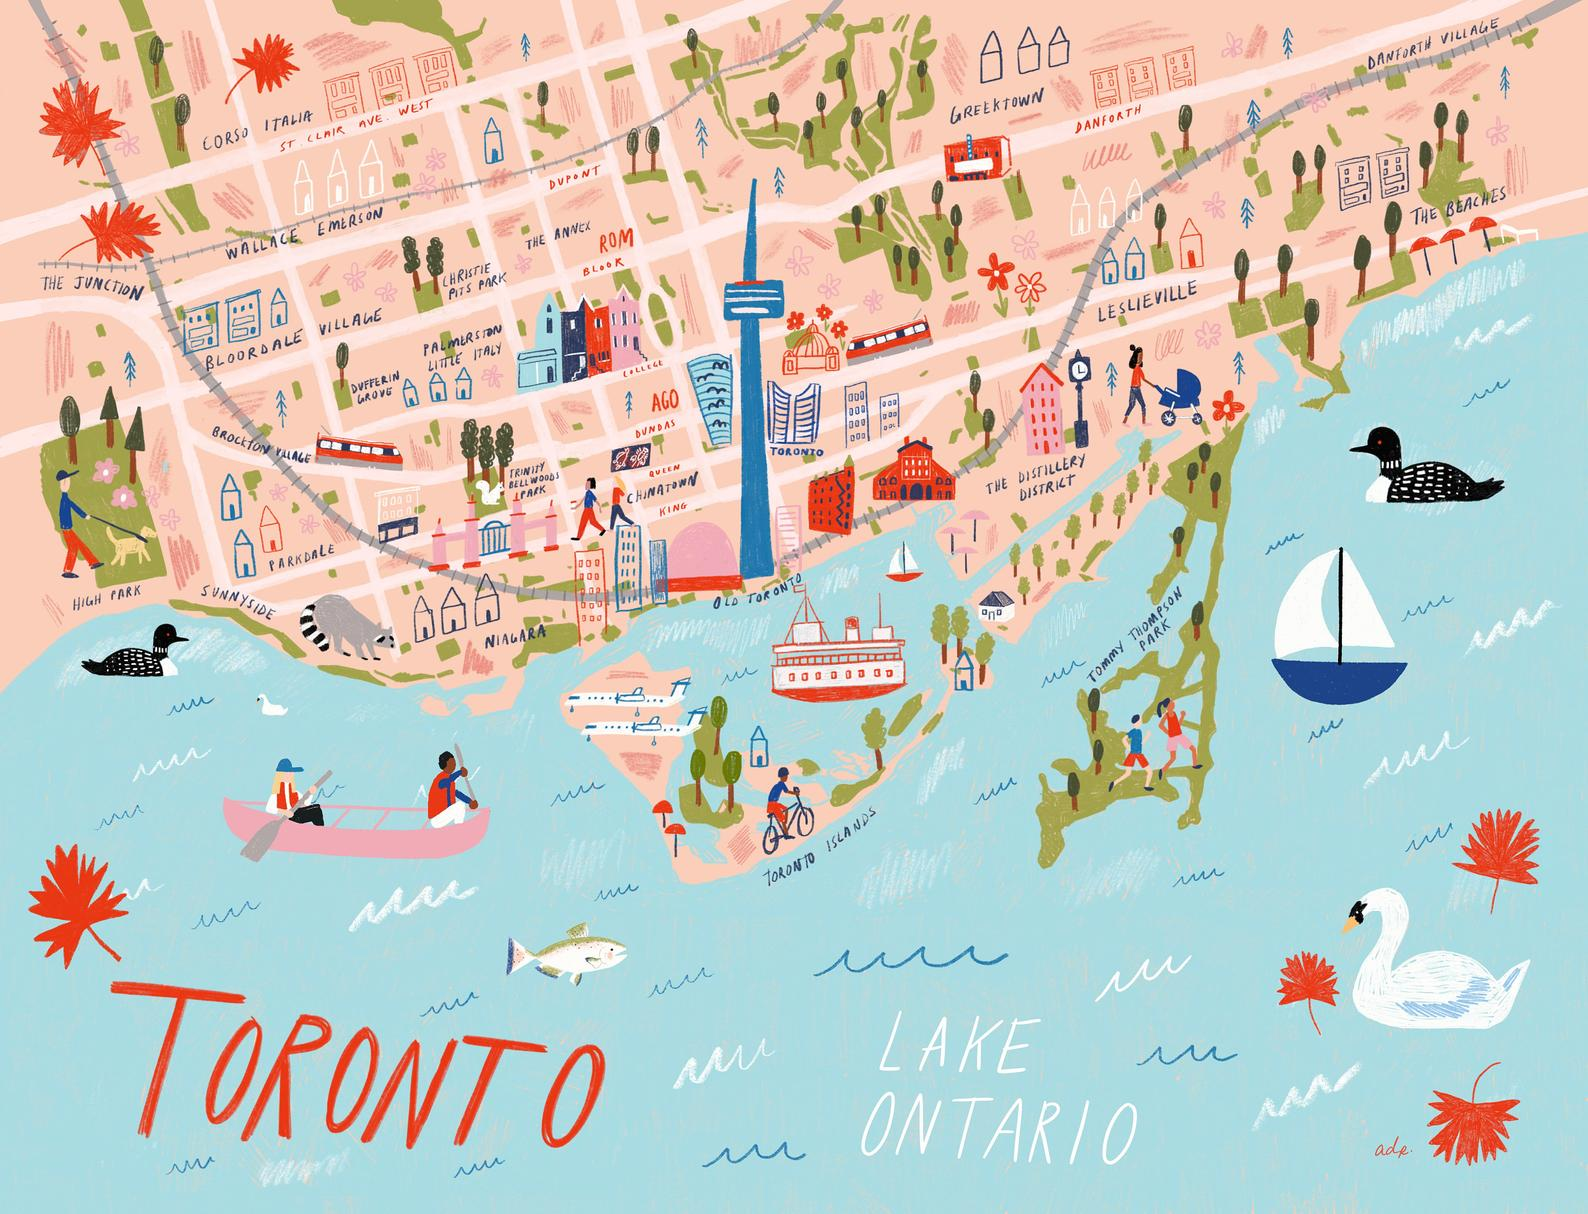 DANFORTH VILLAGE
GREEKTOWN
CORSO ITALIA
ST. CLAIR AVE. WEST
DANFORTH
DUPONT
WALLACE EMERSON
THE BEACHES
THE ANNEX
ROM
BLOOR
THE JUNCTION
CHRISTIE
PITS PARK
LESLIEVILLE
BLOORDALE VILLAGE
PALMERSTON
LITTLE ITALY
COLLEGE
DUFFERIN
GROVE
AGO
DUNDAS
BROCKTON VILLAGE
TORONTO
TRINITY
BELLWOODS
PARK
QUEEN
CHINATOWN
KING
THE DISTILLERY
DISTRICT
PARKDALE
HIGH PARK
SUNNYSIDE
OLD TORONTO
NIAGARA
TOMMY THOMPSON
PARK
TORONTO ISLANDS
TORONTO
LAKE
ONTARIO
adr.